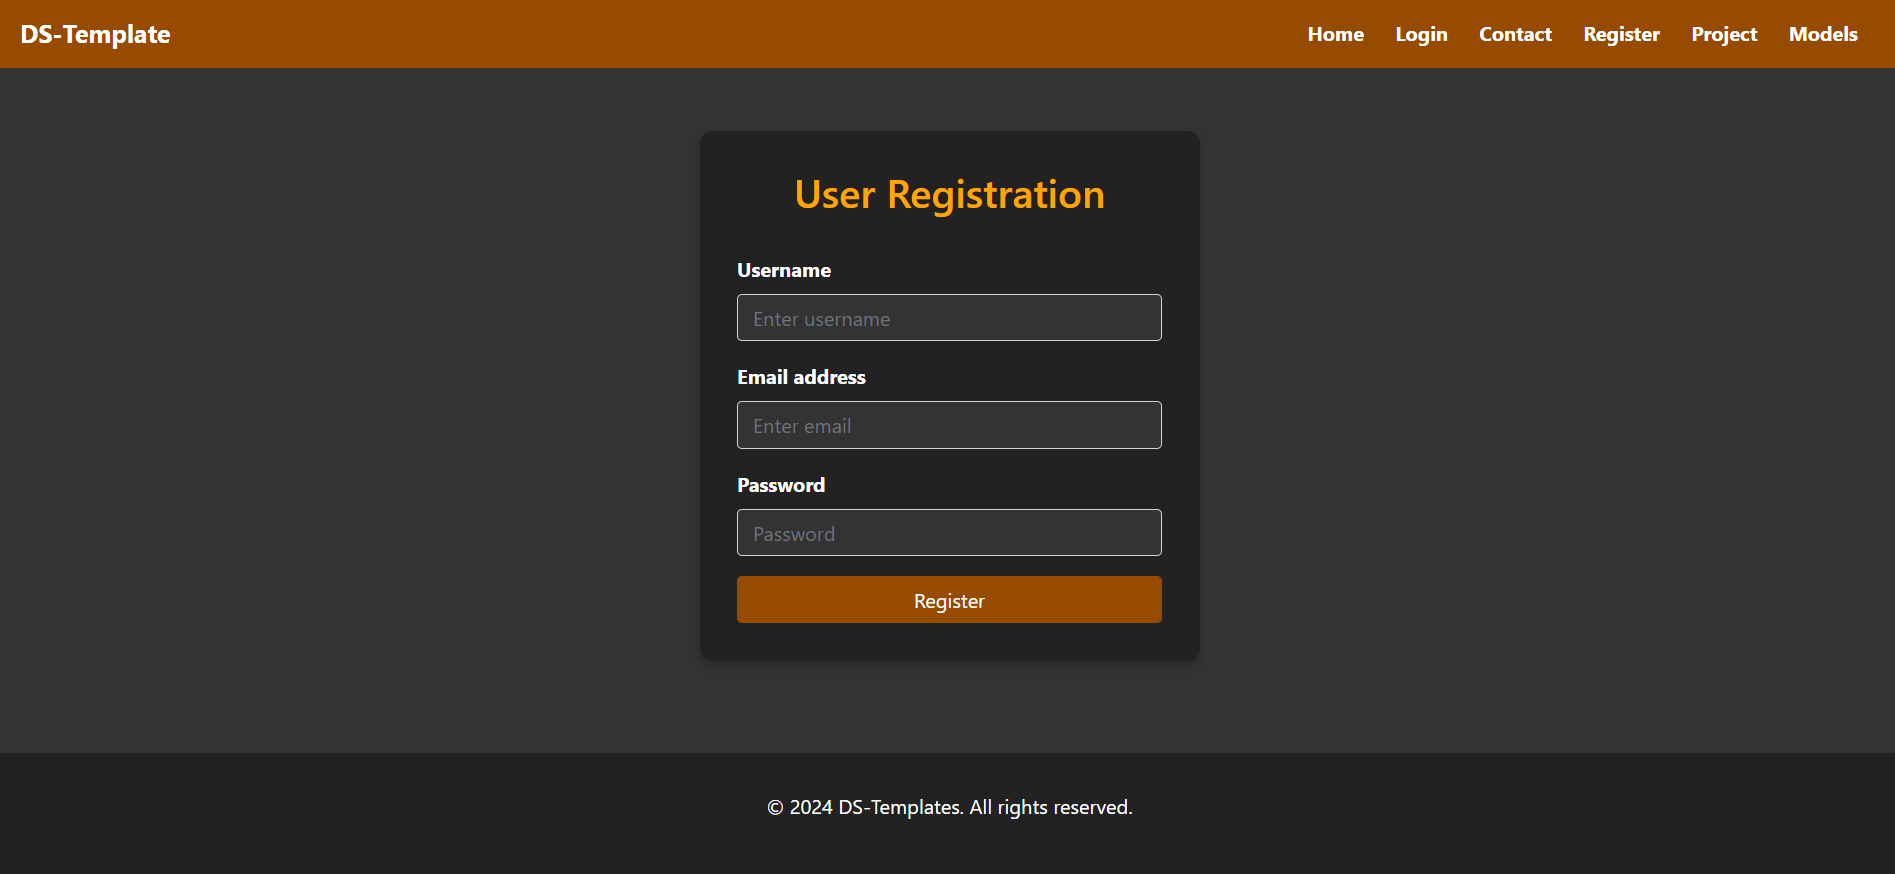 DS-Template
Home Login Contact Register Project Models
User Registration
Username
Enter username
Email address
Enter email
Password
Password
Register
© 2024 DS-Templates. All rights reserved.